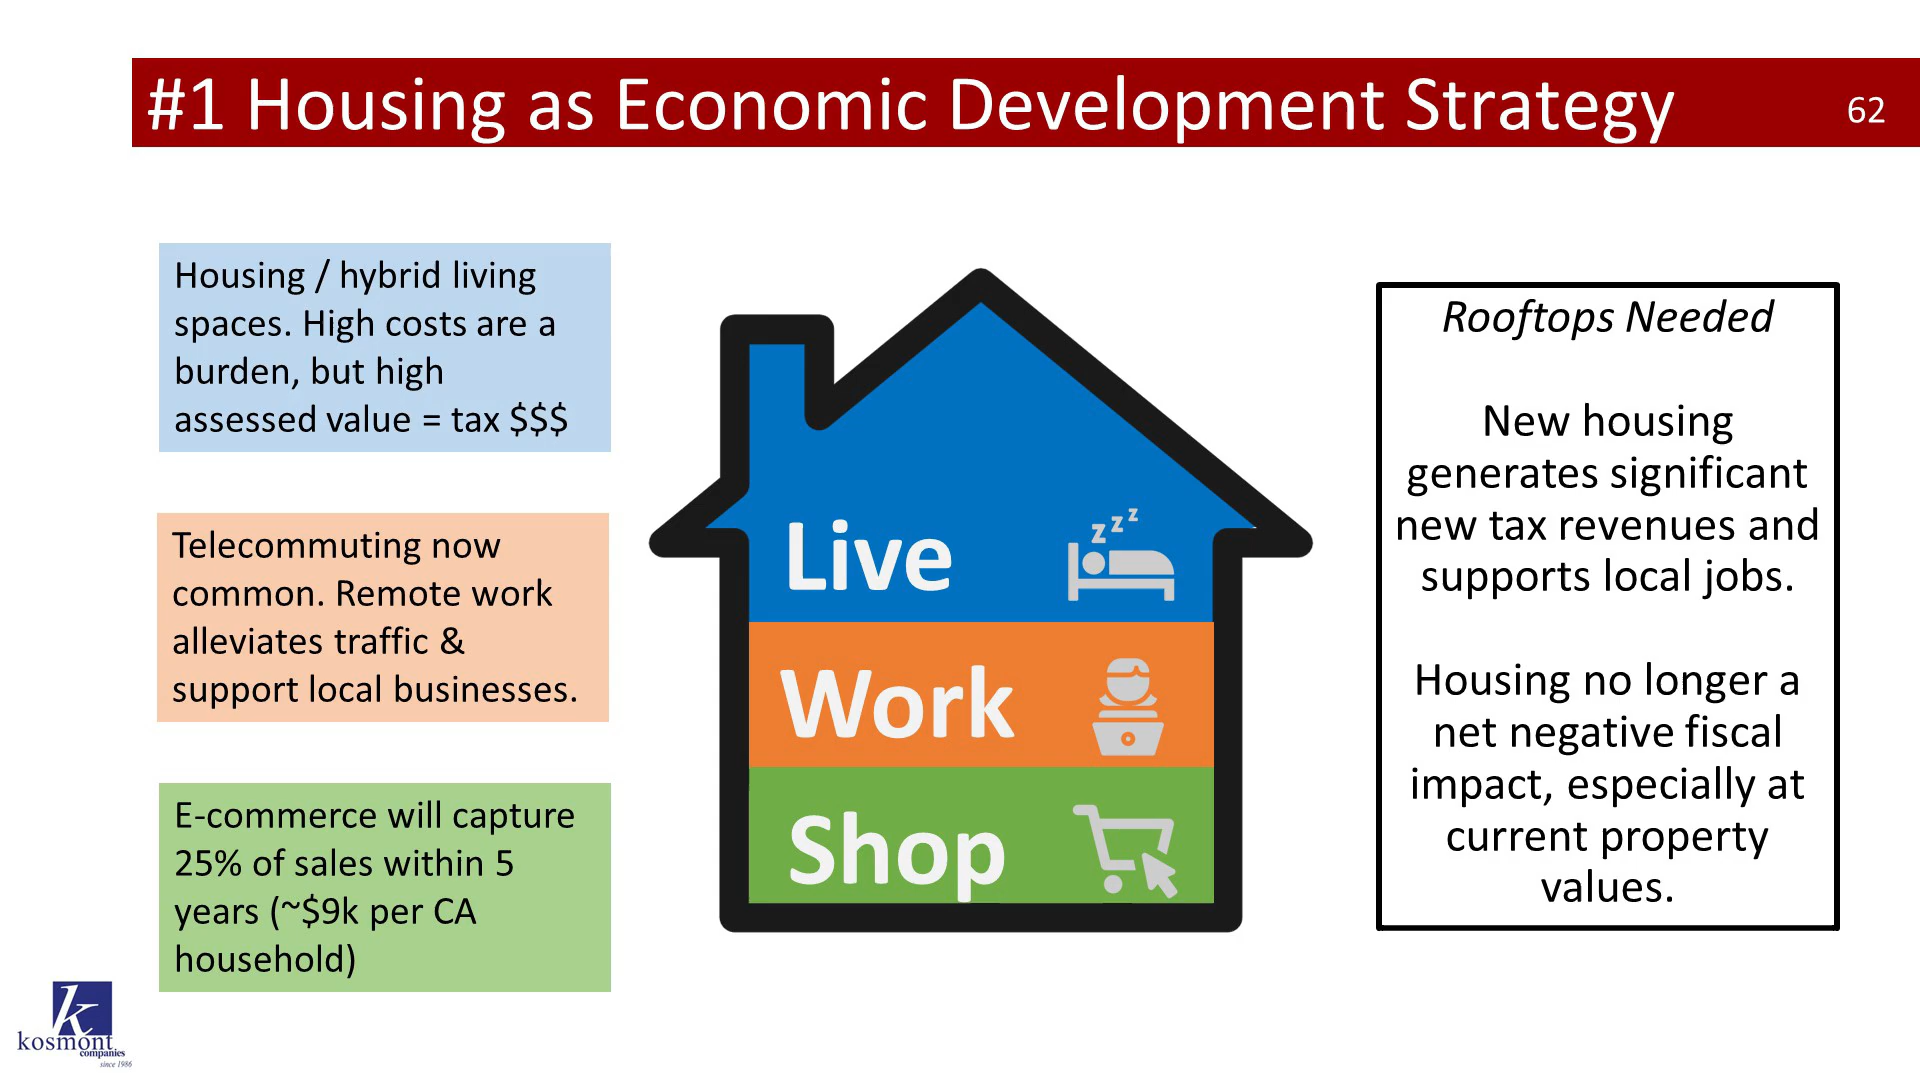 #1 Housing as Economic Development Strategy
62
Housing / hybrid living
spaces. High costs are a
burden, but high
assessed value = tax $$$
Telecommuting now
common. Remote work
alleviates traffic &
support local businesses.
E-commerce will capture
25% of sales within 5
years (~$9k per CA
household)
z z z
Live
Work
Shop
Rooftops Needed
New housing
generates significant
new tax revenues and
supports local jobs.
Housing no longer a
net negative fiscal
impact, especially at
current property
values.
k
kosmont
companies
since 1986